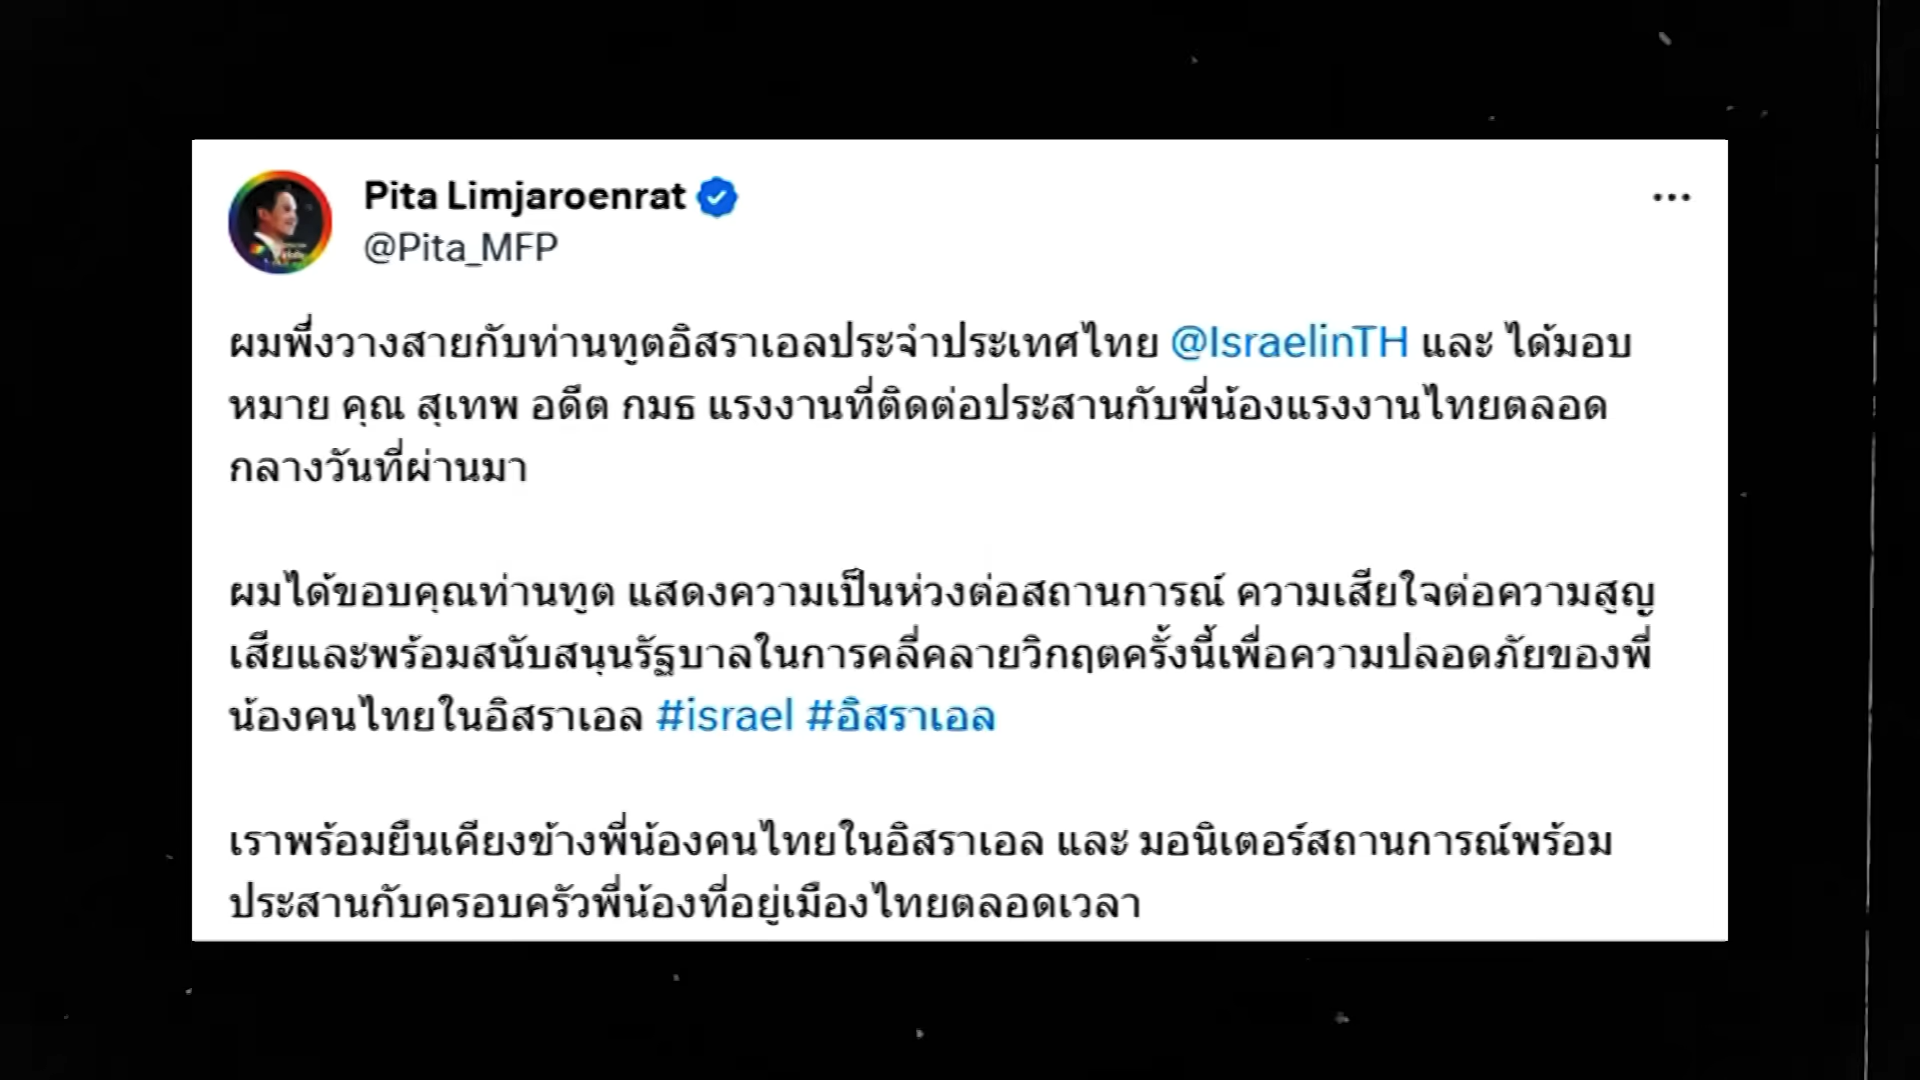 Pita Limjaroenrat
@Pita_MFP
ผมพึ่งวางสายกับท่านทูตอิสราเอลประจำประเทศไทย @IsraelinTH และ ได้มอบ
หมาย คุณ สุเทพ อดีต กมธ แรงงานที่ติดต่อประสานกับพี่น้องแรงงานไทยตลอด
กลางวันที่ผ่านมา
ผมได้ขอบคุณท่านทูต แสดงความเป็นห่วงต่อสถานการณ์ ความเสียใจต่อความสูญ
เสียและพร้อมสนับสนุนรัฐบาลในการคลี่คลายวิกฤตครั้งนี้เพื่อความปลอดภัยของพี่
น้องคนไทยในอิสราเอล #israel #อิสราเอล
เราพร้อมยืนเคียงข้างพี่น้องคนไทยในอิสราเอล และ มอนิเตอร์สถานการณ์พร้อม
ประสานกับครอบครัวพี่น้องที่อยู่เมืองไทยตลอดเวลา